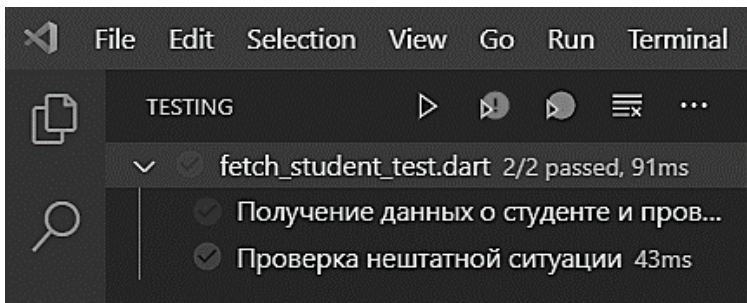 File Edit Selection View Go Run Terminal
TESTING
fetch_student_test.dart 2/2 passed, 91ms
Получение данных о студенте и пров...
Проверка нештатной ситуации 43ms